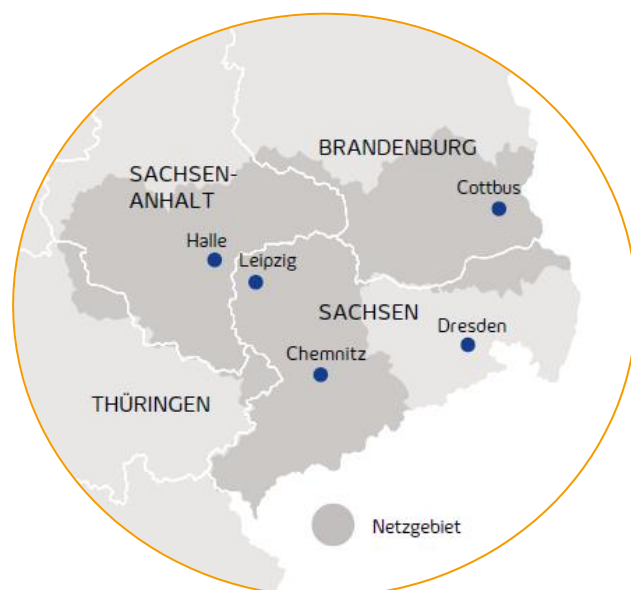 BRANDENBURG
SACHSEN-
ANHALT
Cottbus
Halle
Leipzig
SACHSEN
Dresden
Chemnitz
THÜRINGEN
Netzgebiet